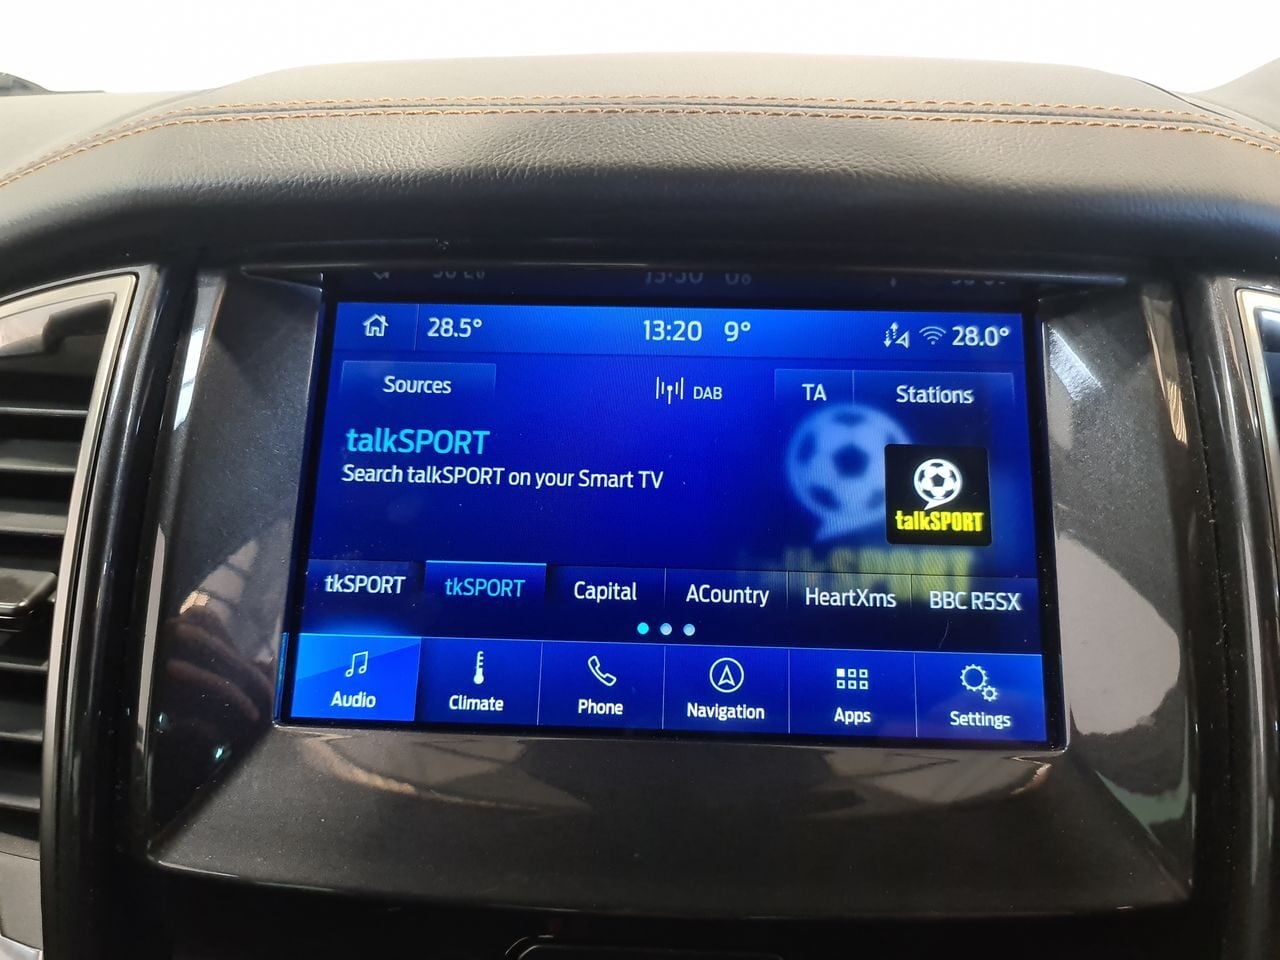 28.5° 13:20 9° 28.0°
Sources DAB TA Stations
talkSPORT
Search talkSPORT on your Smart TV
talkSPORT
tkSPORT tkSPORT Capital ACountry HeartXms BBC R5SX
Audio Climate Phone Navigation Apps Settings